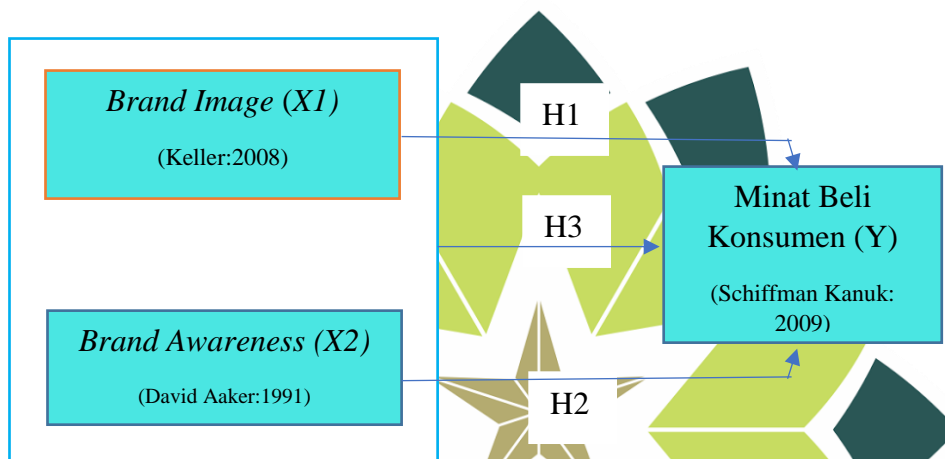 Brand Image (X1)
(Keller:2008)
H1
Minat Beli
Konsumen (Y)
(Schiffman Kanuk:
2009)
H3
Brand Awareness (X2)
(David Aaker:1991)
H2